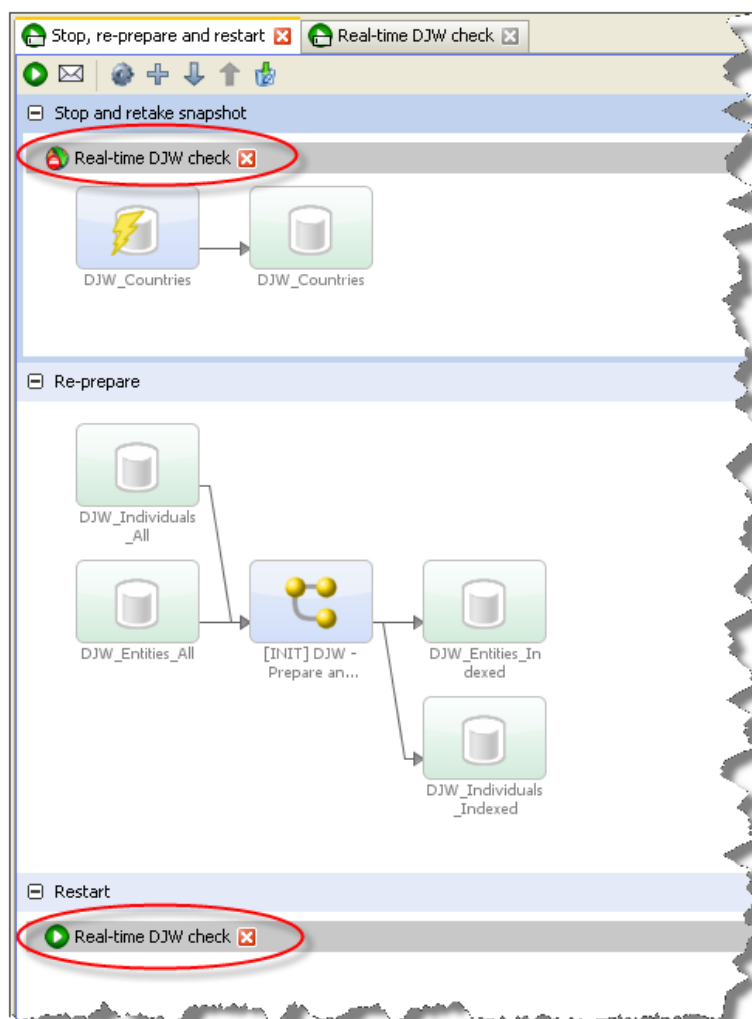 Stop, re-prepare and restart
Real-time DJW check
Stop and retake snapshot
Real-time DJW check
DJW_Countries
DJW_Countries
Re-prepare
DJW_Individuals
_All
DJW_Entities_All
[INIT] DJW -
Prepare an...
DJW_Entities_In
dexed
DJW_Individuals
_Indexed
Restart
Real-time DJW check